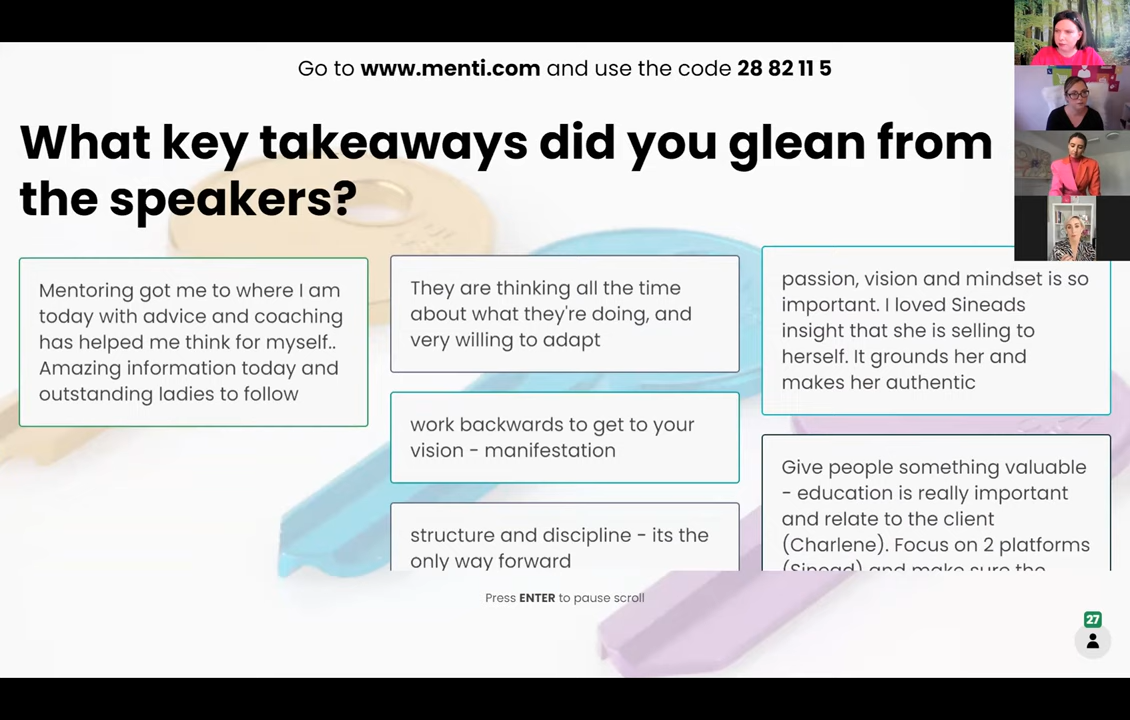 Go to www.menti.com and use the code 28 82 11 5
What key takeaways did you glean from
the speakers?
Mentoring got me to where I am
today with advice and coaching
has helped me think for myself..
Amazing information today and
outstanding ladies to follow
They are thinking all the time
about what they're doing, and
very willing to adapt
work backwards to get to your
vision - manifestation
structure and discipline - its the
only way forward
passion, vision and mindset is so
important. I loved Sineads
insight that she is selling to
herself. It grounds her and
makes her authentic
Give people something valuable
- education is really important
and relate to the client
(Charlene). Focus on 2 platforms
(Sinead) and make sure the
Press ENTER to pause scroll
27